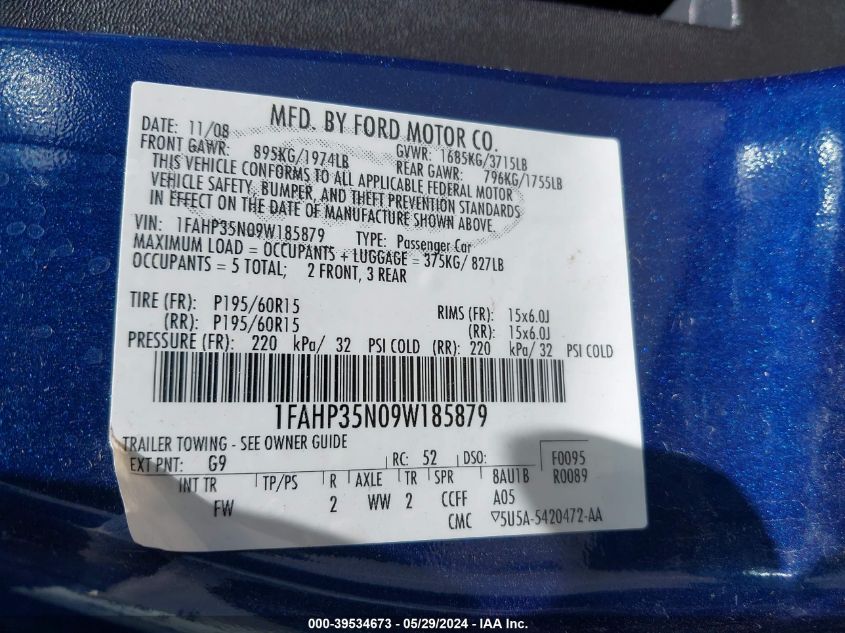 MFD. BY FORD MOTOR CO.
DATE: 11/08 GVWR: 1685KG/3715LB
FRONT GAWR: 895KG/1974LB REAR GAWR: 796KG/1755LB
THIS VEHICLE CONFORMS TO ALL APPLICABLE FEDERAL MOTOR
VEHICLE SAFETY, BUMPER, AND THEFT PREVENTION STANDARDS
IN EFFECT ON THE DATE OF MANUFACTURE SHOWN ABOVE.
VIN: 1FAHP35N09W185879 TYPE: Passenger Car
MAXIMUM LOAD = OCCUPANTS + LUGGAGE = 375KG/ 827LB
OCCUPANTS = 5 TOTAL; 2 FRONT, 3 REAR
TIRE (FR): P195/60R15 RIMS (FR): 15x6.0J
(RR): P195/60R15 (RR): 15x6.0J
PRESSURE (FR): 220 kPa/ 32 PSI COLD (RR): 220 kPa/ 32 PSI COLD
1FAHP35N09W185879
TRAILER TOWING - SEE OWNER GUIDE
EXT PNT: G9 RC: 52 DSO: F0095
INT TR TP/PS R AXLE TR SPR 8AU1B R0089
FW 2 WW 2 CCFF A05
CMC ▽5U5A-5420472-AA
000-39534673 - 05/29/2024 - IAA Inc.